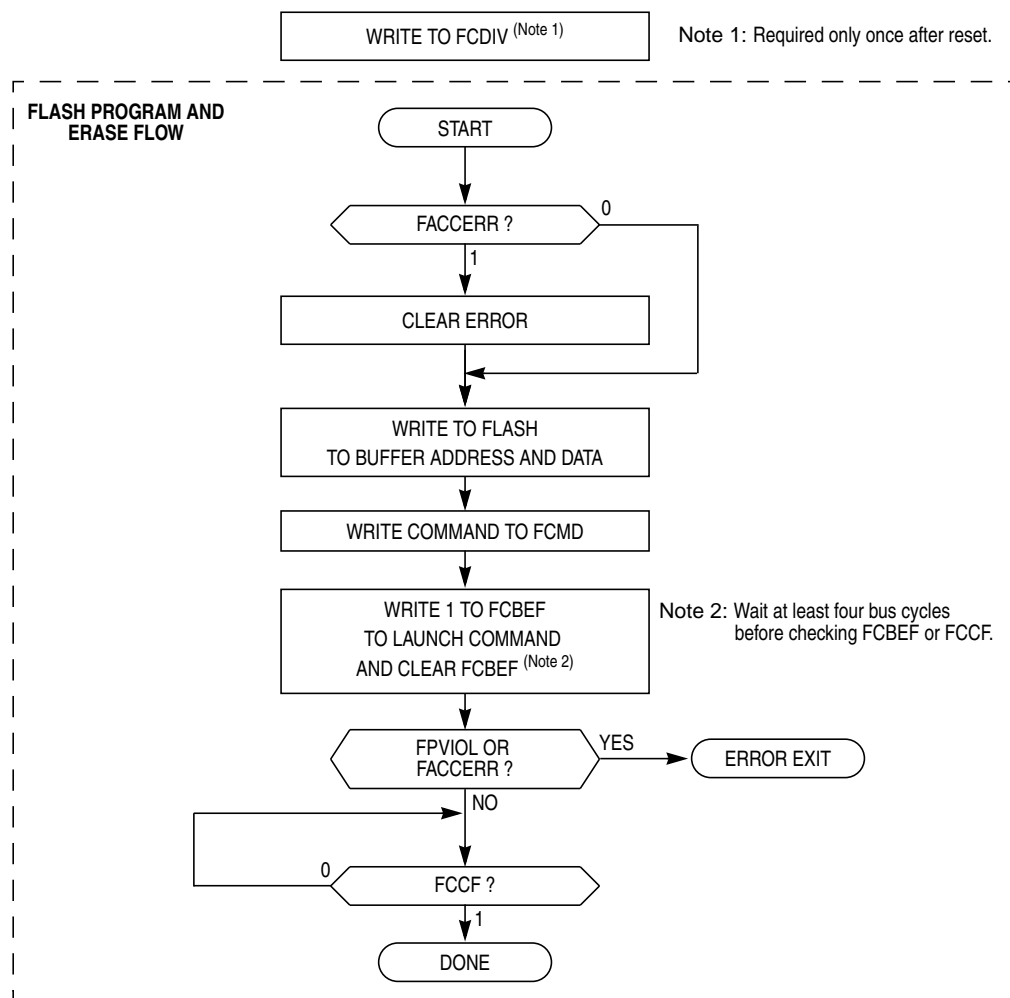 WRITE TO FCDIV (Note 1)
Note 1: Required only once after reset.
FLASH PROGRAM AND
ERASE FLOW
START
FACCERR ?
0
1
CLEAR ERROR
WRITE TO FLASH
TO BUFFER ADDRESS AND DATA
WRITE COMMAND TO FCMD
WRITE 1 TO FCBEF
TO LAUNCH COMMAND
AND CLEAR FCBEF (Note 2)
Note 2: Wait at least four bus cycles
before checking FCBEF or FCCF.
FPVIOL OR
FACCERR ?
YES
ERROR EXIT
NO
0
FCCF ?
1
DONE